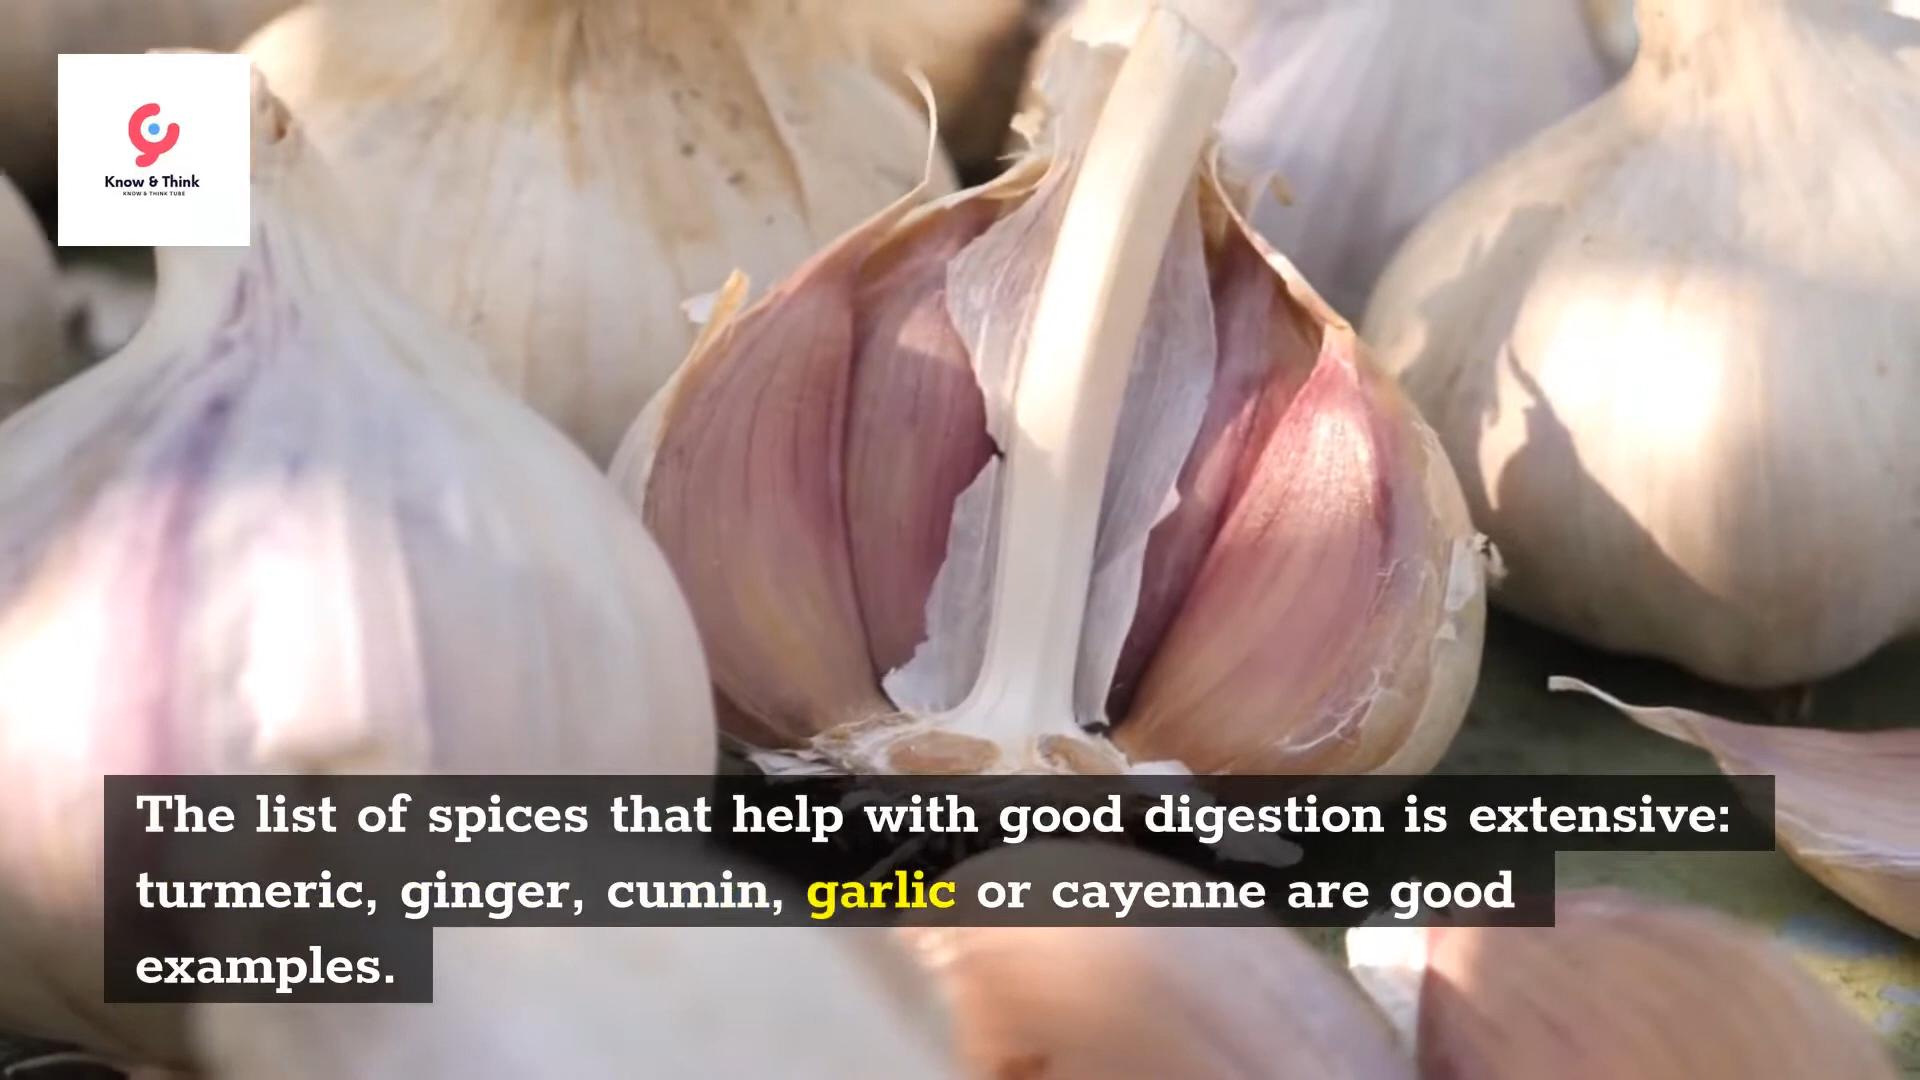 Know & Think
KNOW & THINK TUBE
The list of spices that help with good digestion is extensive:
turmeric, ginger, cumin, garlic or cayenne are good
examples.